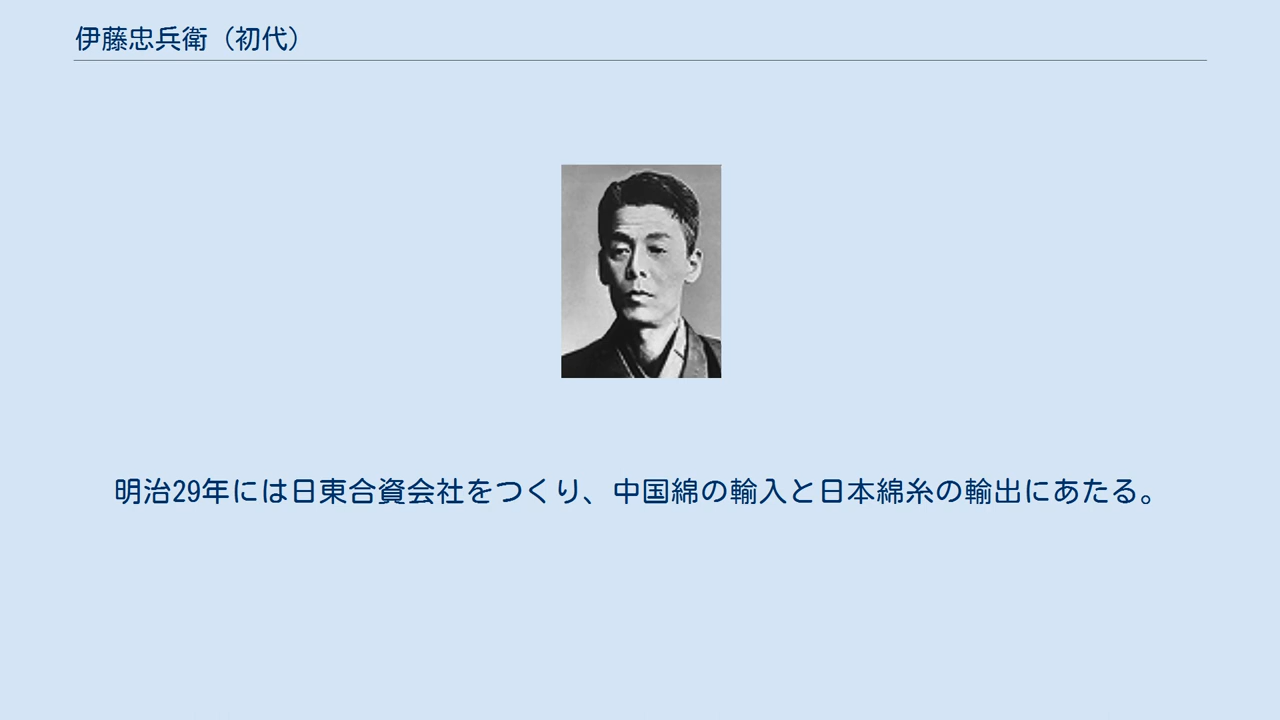 伊藤忠兵衛（初代）
明治29年には日東合資会社をつくり、中国綿の輸入と日本綿糸の輸出にあたる。